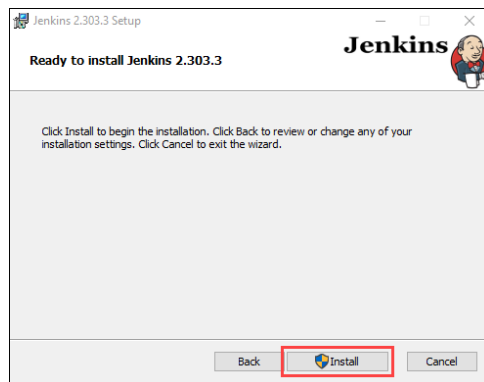 Jenkins 2.303.3 Setup
Jenkins
Ready to install Jenkins 2.303.3
Click Install to begin the installation. Click Back to review or change any of your
installation settings. Click Cancel to exit the wizard.
Back Install Cancel